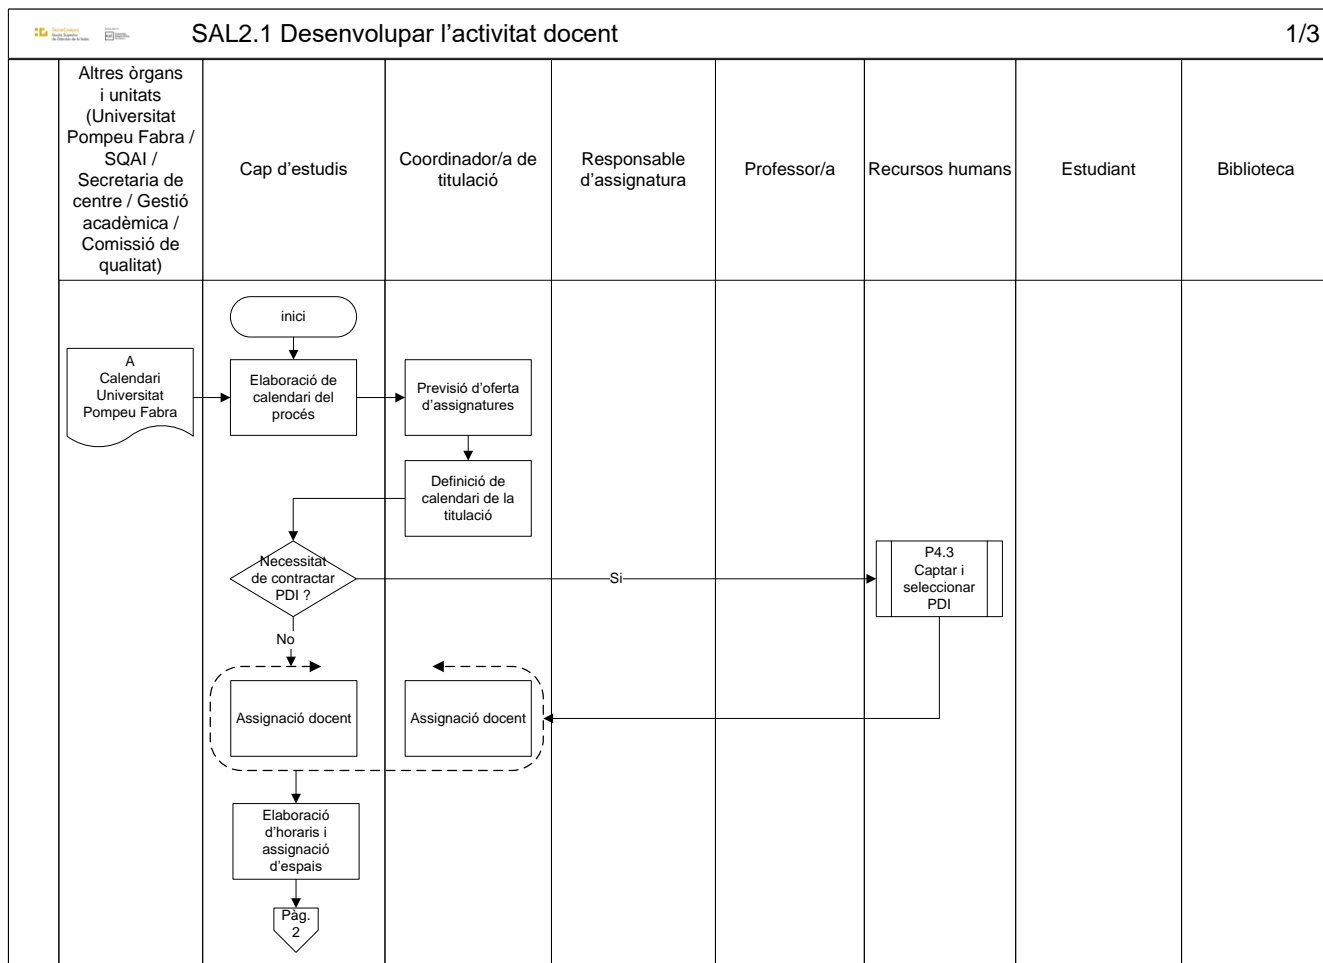 SAL2.1 Desenvolupar l’activitat docent
1/3
Altres òrgans
i unitats
(Universitat
Pompeu Fabra /
SQAI /
Secretaria de
centre / Gestió
acadèmica /
Comissió de
qualitat)
Cap d’estudis
Coordinador/a de
titulació
Responsable
d’assignatura
Professor/a
Recursos humans
Estudiant
Biblioteca
inici
A
Calendari
Universitat
Pompeu Fabra
Elaboració de
calendari del
procés
Previsió d’oferta
d’assignatures
Definició de
calendari de la
titulació
Necessitat
de contractar
PDI ?
Si
P4.3
Captar i
seleccionar
PDI
No
Assignació docent
Assignació docent
Elaboració
d’horaris i
assignació
d’espais
Pàg.
2